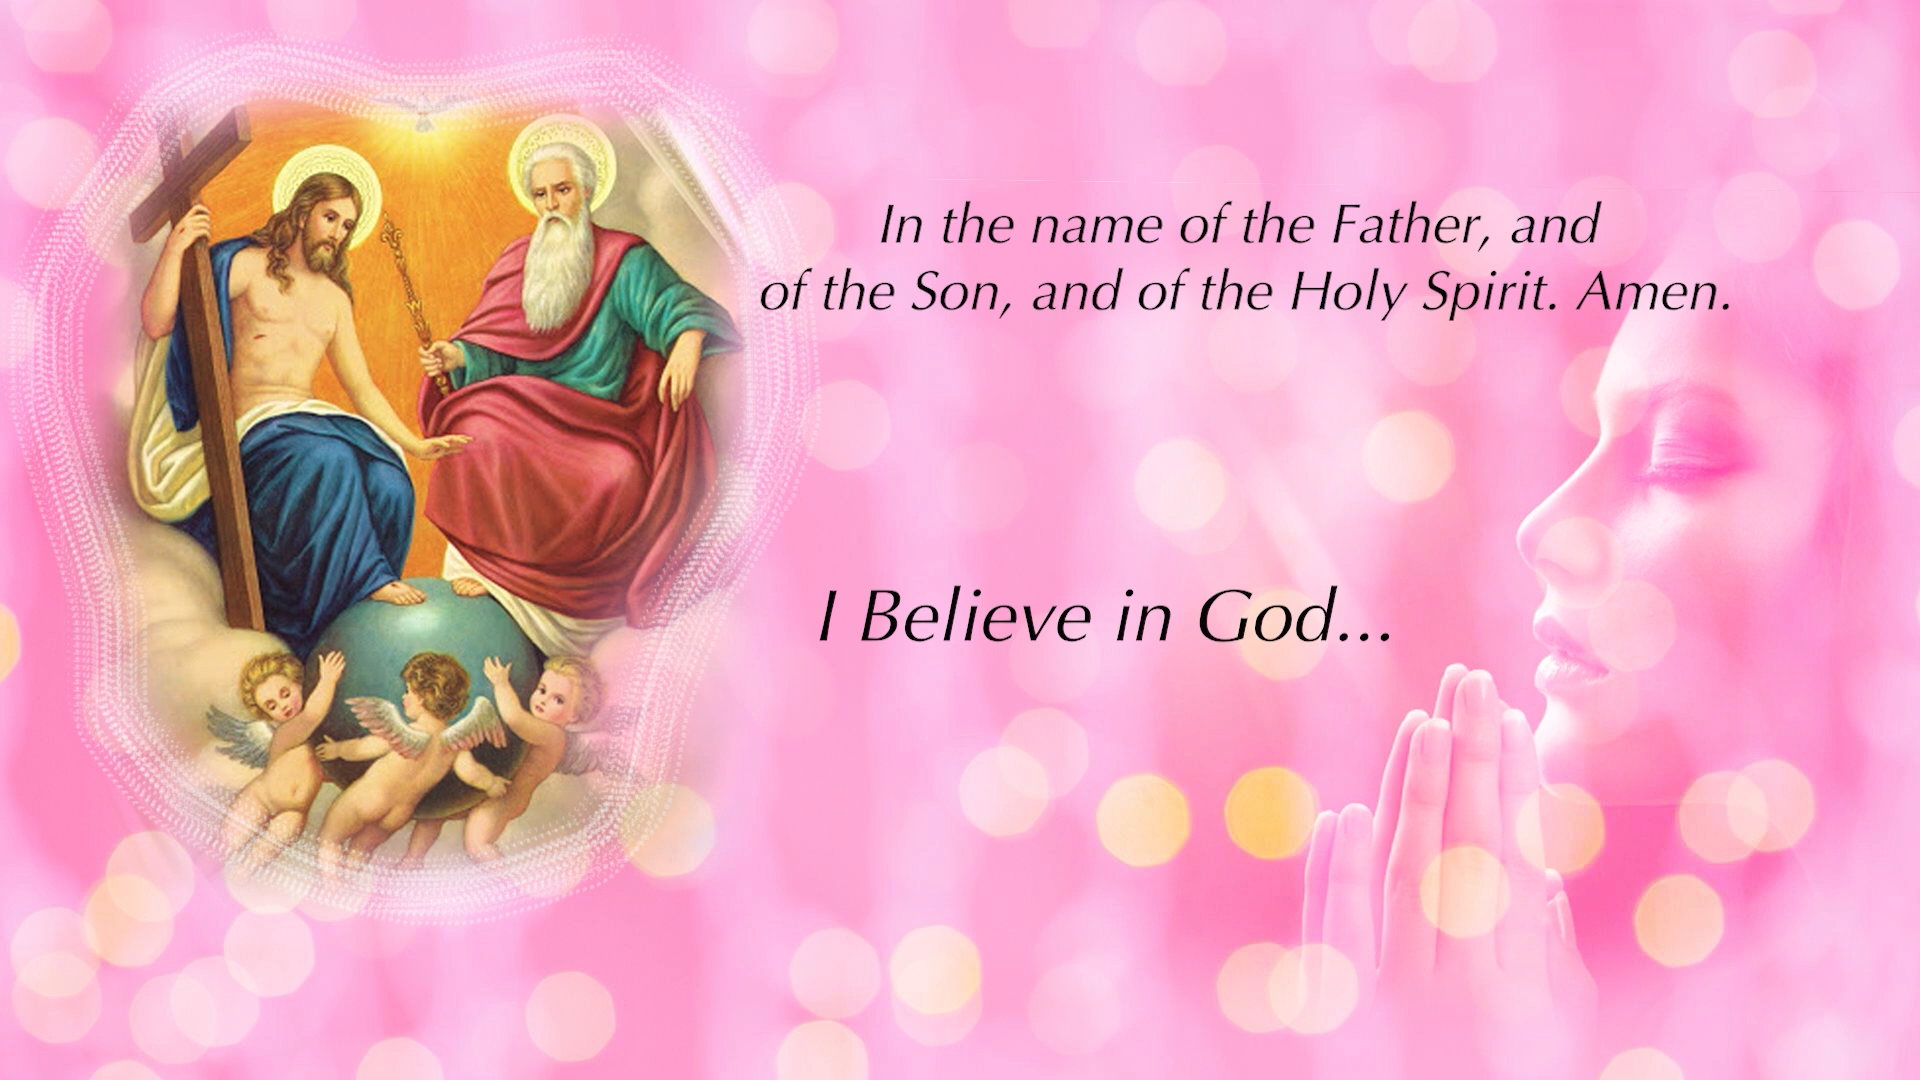 In the name of the Father, and
of the Son, and of the Holy Spirit. Amen.
I Believe in God...